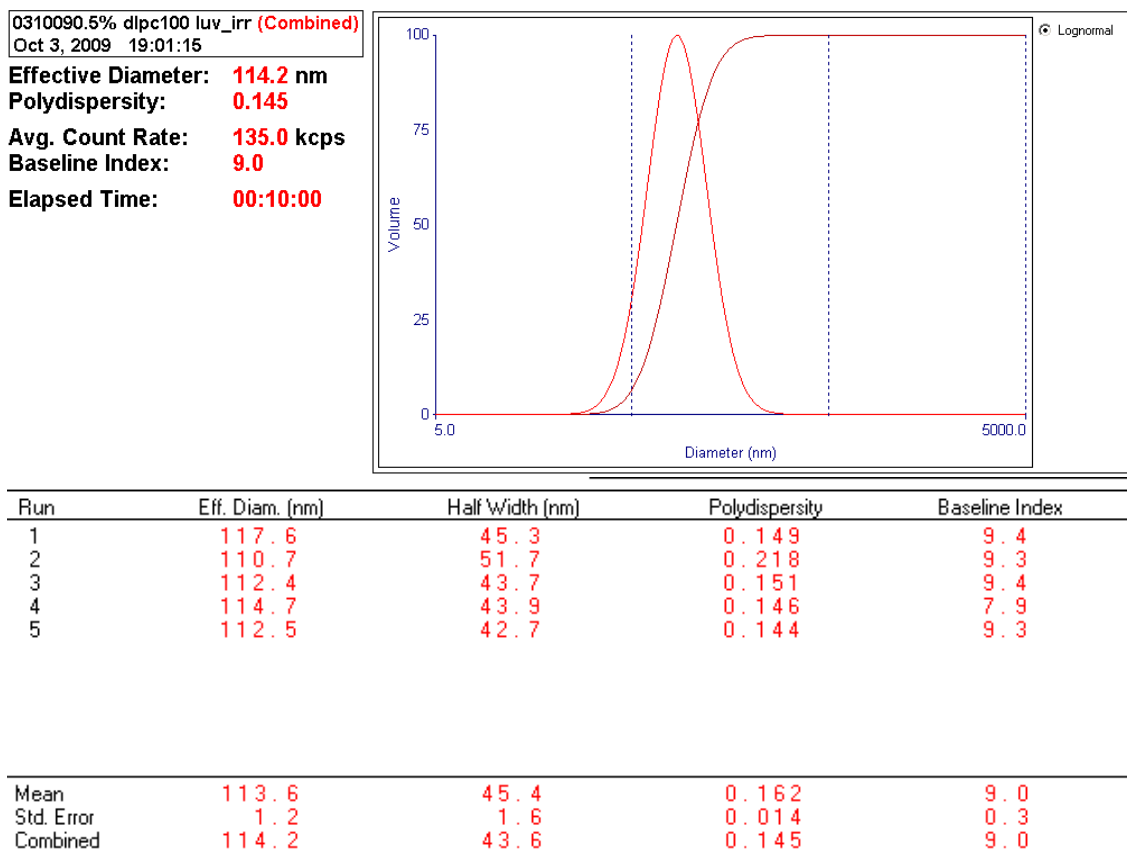 0310090.5% dlpc100 luv_irr (Combined)
Oct 3, 2009 19:01:15
Effective Diameter: 114.2 nm
Polydispersity: 0.145
Avg. Count Rate: 135.0 kcps
Baseline Index: 9.0
Elapsed Time: 00:10:00
100
75
50
25
0
Volume
5.0
5000.0
Diameter (nm)
Lognormal
Run Eff. Diam. (nm) Half Width (nm) Polydispersity Baseline Index
1 117.6 45.3 0.149 9.4
2 110.7 51.7 0.218 9.3
3 112.4 43.7 0.151 9.4
4 114.7 43.9 0.146 7.9
5 112.5 42.7 0.144 9.3
Mean 113.6 45.4 0.162 9.0
Std. Error 1.2 1.6 0.014 0.3
Combined 114.2 43.6 0.145 9.0